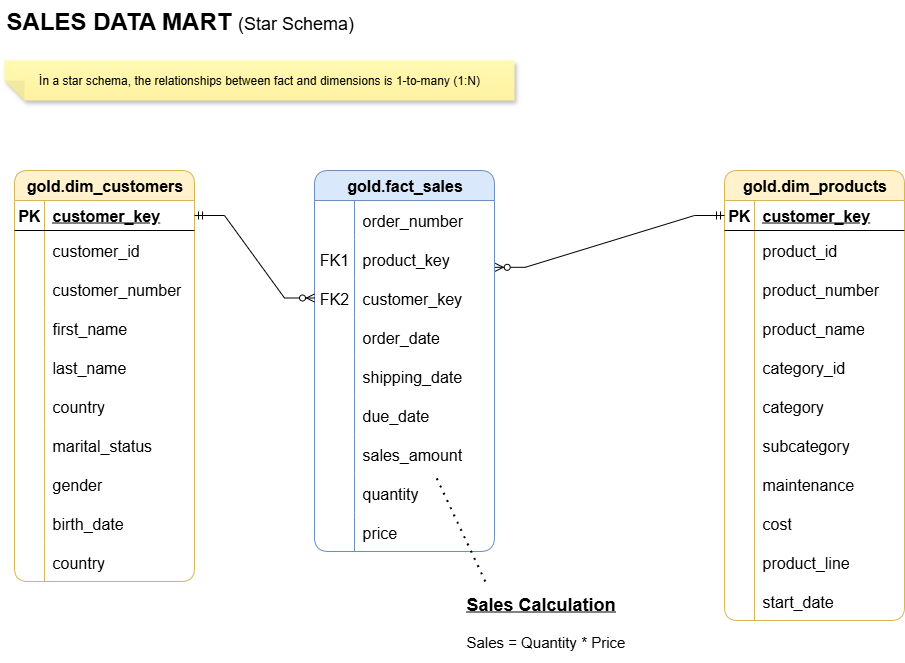 SALES DATA MART (Star Schema)
İn a star schema, the relationships between fact and dimensions is 1-to-many (1:N)
gold.dim_customers
PK customer_key
customer_id
customer_number
first_name
last_name
country
marital_status
gender
birth_date
country
gold.fact_sales
order_number
FK1 product_key
FK2 customer_key
order_date
shipping_date
due_date
sales_amount
quantity
price
gold.dim_products
PK customer_key
product_id
product_number
product_name
category_id
category
subcategory
maintenance
cost
product_line
start_date
Sales Calculation
Sales = Quantity * Price